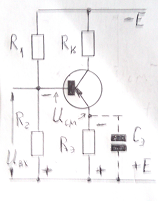 -E
R₁
Rк
-
+
Uсм
R₂
Rэ
-
Cэ
Uвх
+
+
+E